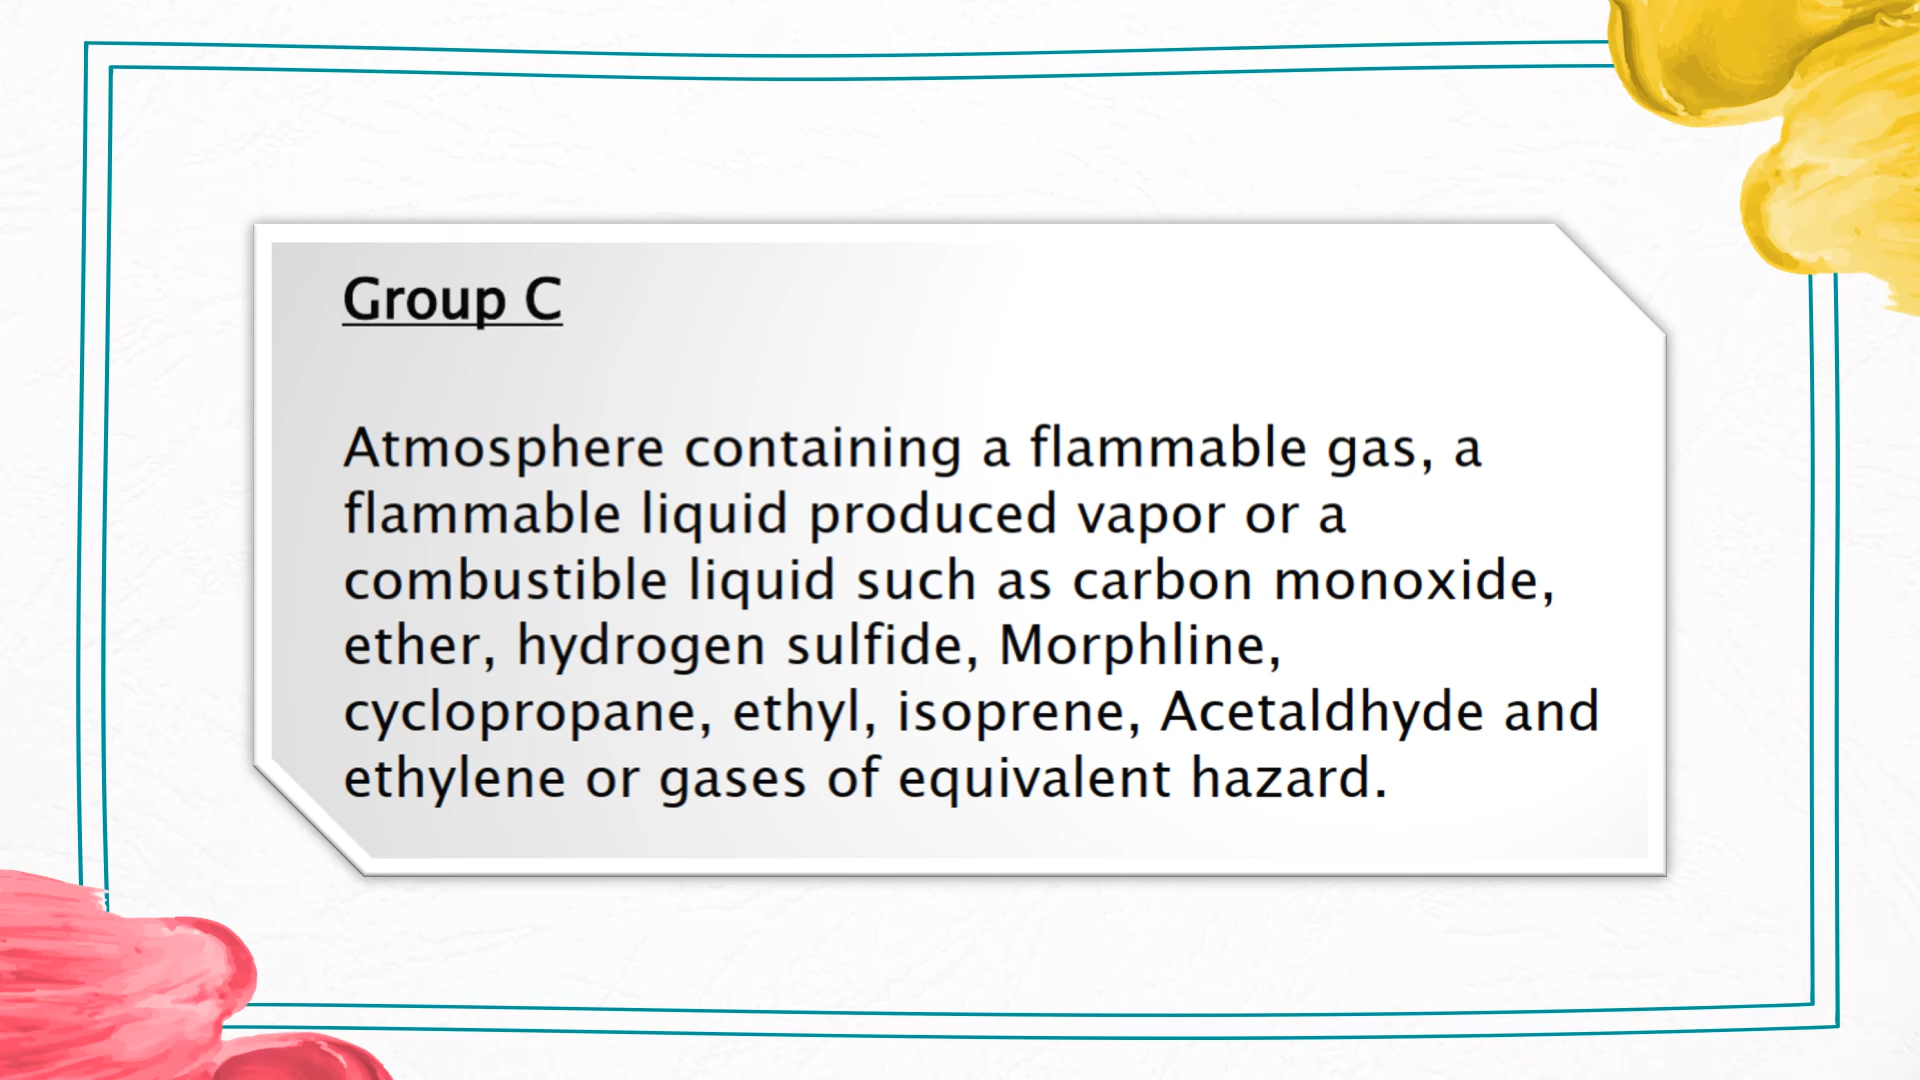 Group C
Atmosphere containing a flammable gas, a
flammable liquid produced vapor or a
combustible liquid such as carbon monoxide,
ether, hydrogen sulfide, Morphline,
cyclopropane, ethyl, isoprene, Acetaldhyde and
ethylene or gases of equivalent hazard.